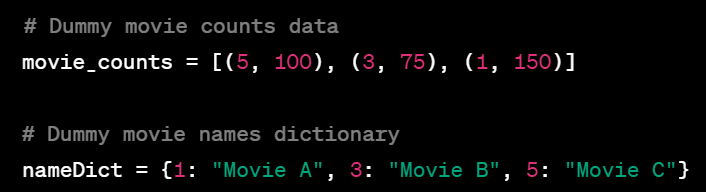 # Dummy movie counts data
movie_counts = [(5, 100), (3, 75), (1, 150)]
# Dummy movie names dictionary
nameDict = {1: "Movie A", 3: "Movie B", 5: "Movie C"}